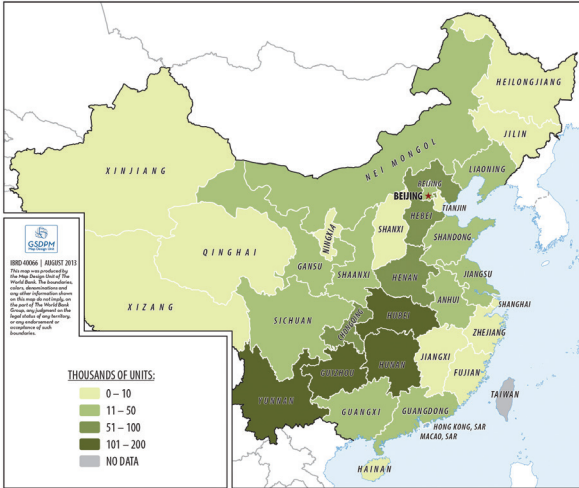 HEILONGJIANG
JILIN
XINJIANG
NEI MONGOL
LIAONING
BEIJING
BEIJING
TIANJIN
HEBEI
NINGXIA
SHANXI
QINGHAI
SHANDONG
GANSU
SHAANXI
HENAN
JIANGSU
XIZANG
ANHUI
SHANGHAI
SICHUAN
CHONGQING
HUBEI
ZHEJIANG
GUIZHOU
HUNAN
JIANGXI
FUJIAN
YUNNAN
TAIWAN
GUANGXI
GUANGDONG
HONG KONG, SAR
MACAO, SAR
HAINAN
GSDPM
Map Design Unit
IBRD 40066 | AUGUST 2013
This map was produced by
the Map Design Unit of The
World Bank. The boundaries,
colors, denominations and
any other information shown
on this map do not imply, on
the part of The World Bank
Group, any judgment on the
legal status of any territory,
or any endorsement or
acceptance of such
boundaries.
THOUSANDS OF UNITS:
0 – 10
11 – 50
51 – 100
101 – 200
NO DATA